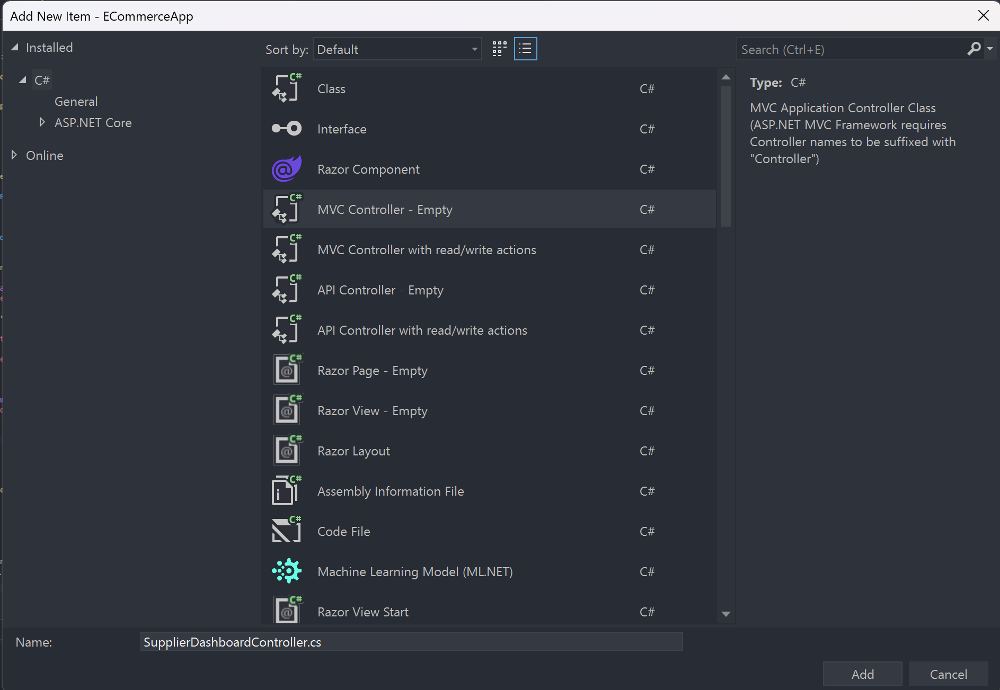 Add New Item - ECommerceApp
Installed
C#
General
ASP.NET Core
Online
Sort by: Default
Search (Ctrl+E)
Class C#
Interface C#
Razor Component C#
MVC Controller - Empty C#
MVC Controller with read/write actions C#
API Controller - Empty C#
API Controller with read/write actions C#
Razor Page - Empty C#
Razor View - Empty C#
Razor Layout C#
Assembly Information File C#
Code File C#
Machine Learning Model (ML.NET) C#
Razor View Start C#
Type: C#
MVC Application Controller Class
(ASP.NET MVC Framework requires
Controller names to be suffixed with
"Controller")
Name: SupplierDashboardController.cs
Add Cancel